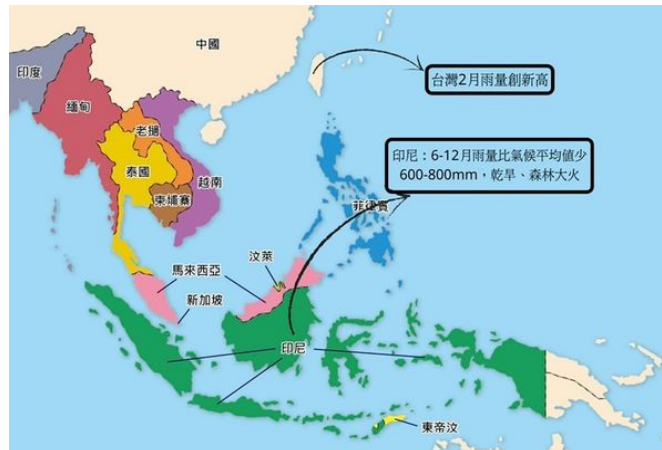 中國
印度
台灣2月雨量創新高
緬甸
老撾
印尼：6-12月雨量比氣候平均值少
600-800mm，乾旱、森林大火
泰國
越南
柬埔寨
菲律賓
汶萊
馬來西亞
新加坡
印尼
東帝汶